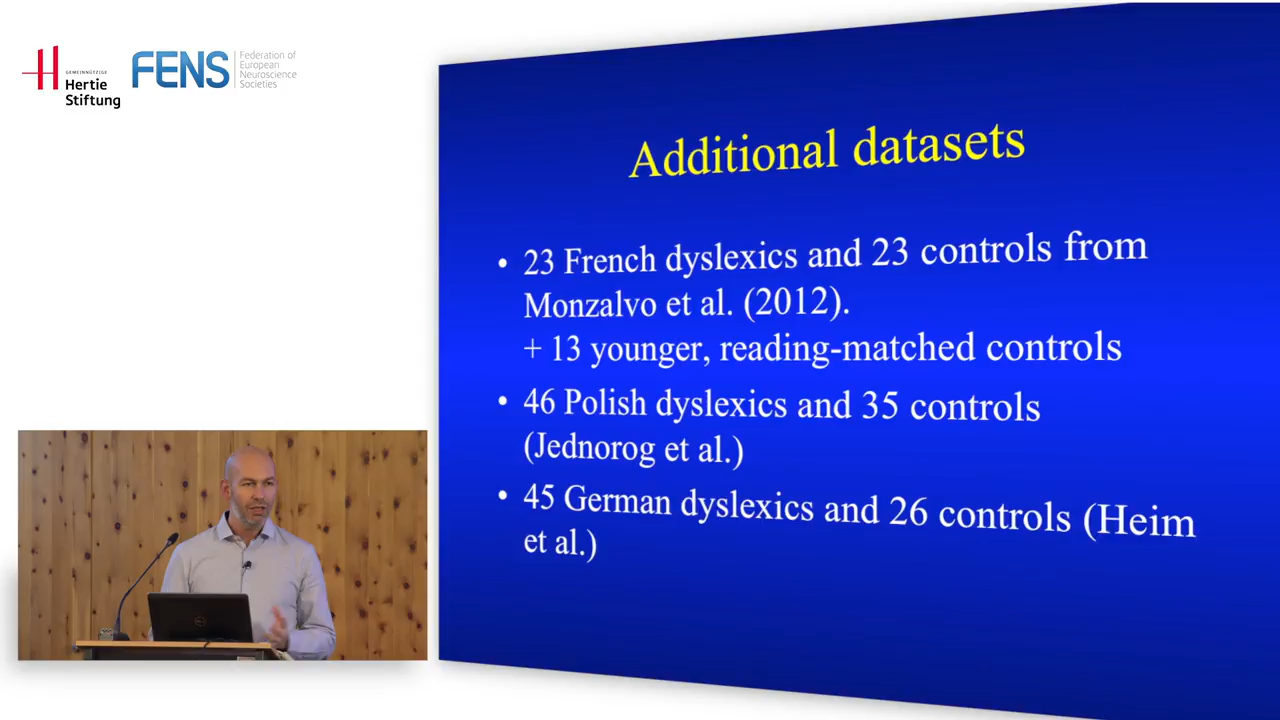 GEMEINNÜTZIGE
Hertie
Stiftung
FENS
Federation of
European
Neuroscience
Societies
Additional datasets
• 23 French dyslexics and 23 controls from
Monzalvo et al. (2012).
+ 13 younger, reading-matched controls
• 46 Polish dyslexics and 35 controls
(Jednorog et al.)
• 45 German dyslexics and 26 controls (Heim
et al.)